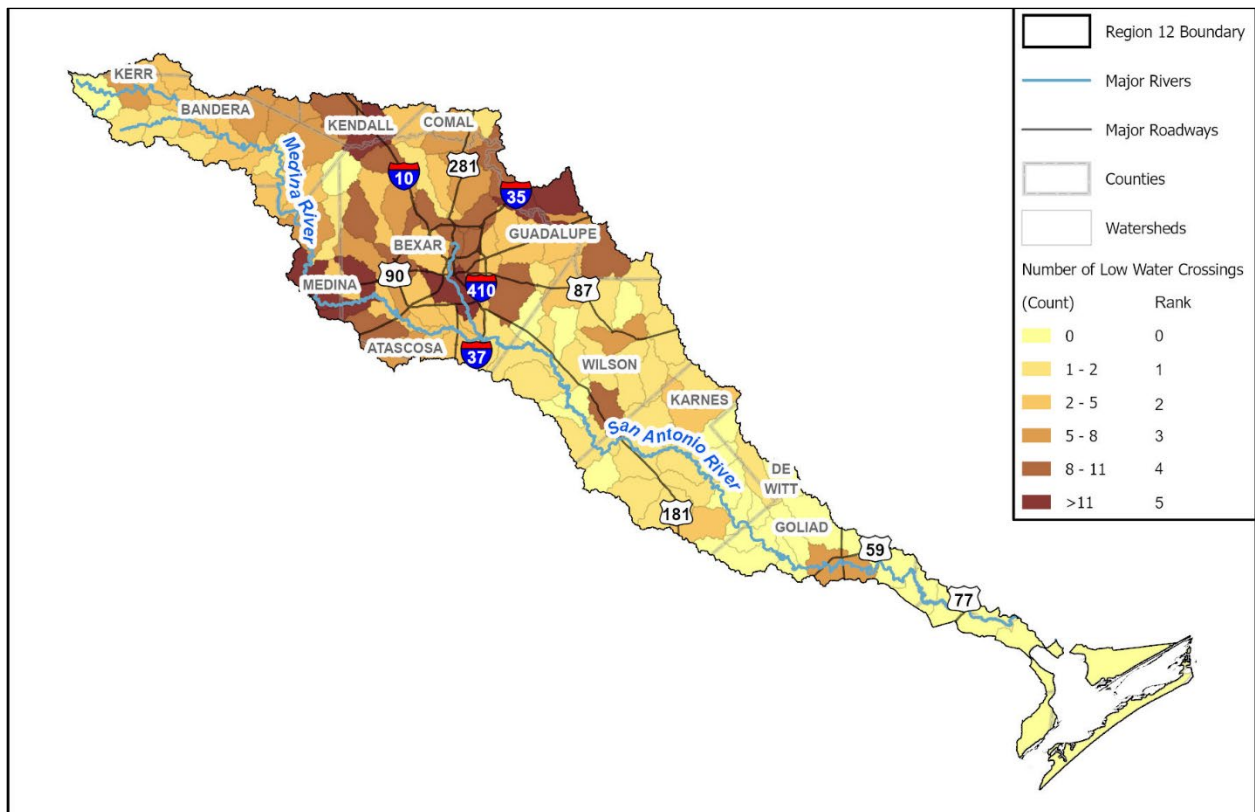 KERR
BANDERA
KENDALL
COMAL
Medina River
10
281
35
BEXAR
GUADALUPE
MEDINA
90
410
87
ATASCOSA
37
WILSON
KARNES
San Antonio River
DE
WITT
181
GOLIAD
59
77
Region 12 Boundary
Major Rivers
Major Roadways
Counties
Watersheds
Number of Low Water Crossings
(Count) Rank
0 0
1 - 2 1
2 - 5 2
5 - 8 3
8 - 11 4
>11 5